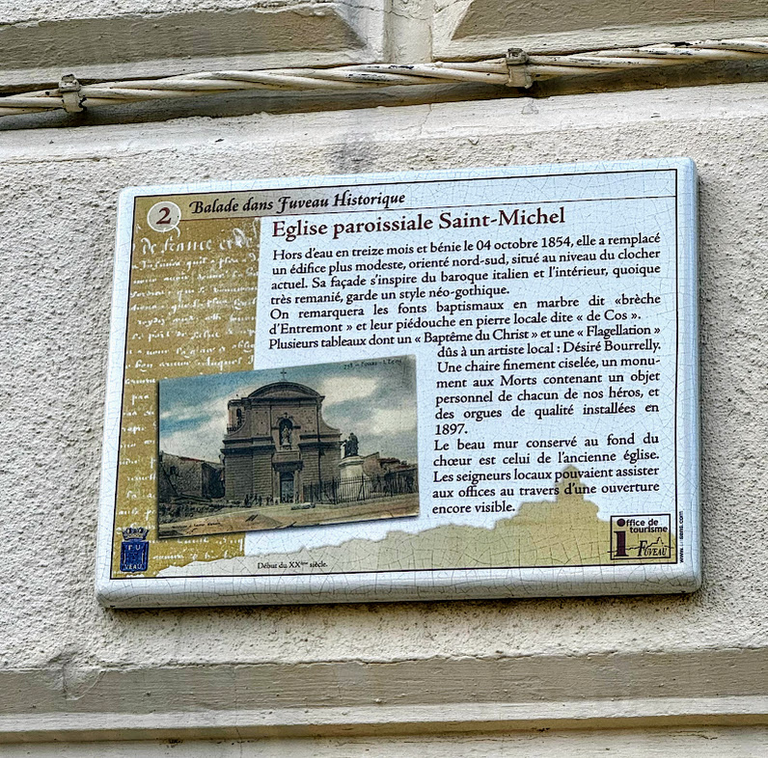 2
Balade dans Fuveau Historique
Eglise paroissiale Saint-Michel
Hors d'eau en treize mois et bénie le 04 octobre 1854, elle a remplacé
un édifice plus modeste, orienté nord-sud, situé au niveau du clocher
actuel. Sa façade s'inspire du baroque italien et l'intérieur, quoique
très remanié, garde un style néo-gothique.
On remarquera les fonts baptismaux en marbre dit «brèche
d'Entremont » et leur piédouche en pierre locale dite « de Cos ».
Plusieurs tableaux dont un « Baptême du Christ » et une « Flagellation »
dûs à un artiste local : Désiré Bourrelly.
Une chaire finement ciselée, un monu-
ment aux Morts contenant un objet
personnel de chacun de nos héros, et
des orgues de qualité installées en
1897.
Le beau mur conservé au fond du
chœur est celui de l'ancienne église.
Les seigneurs locaux pouvaient assister
aux offices au travers d'une ouverture
encore visible.
Début du XXème siècle.
Office de
tourisme
FUVEAU